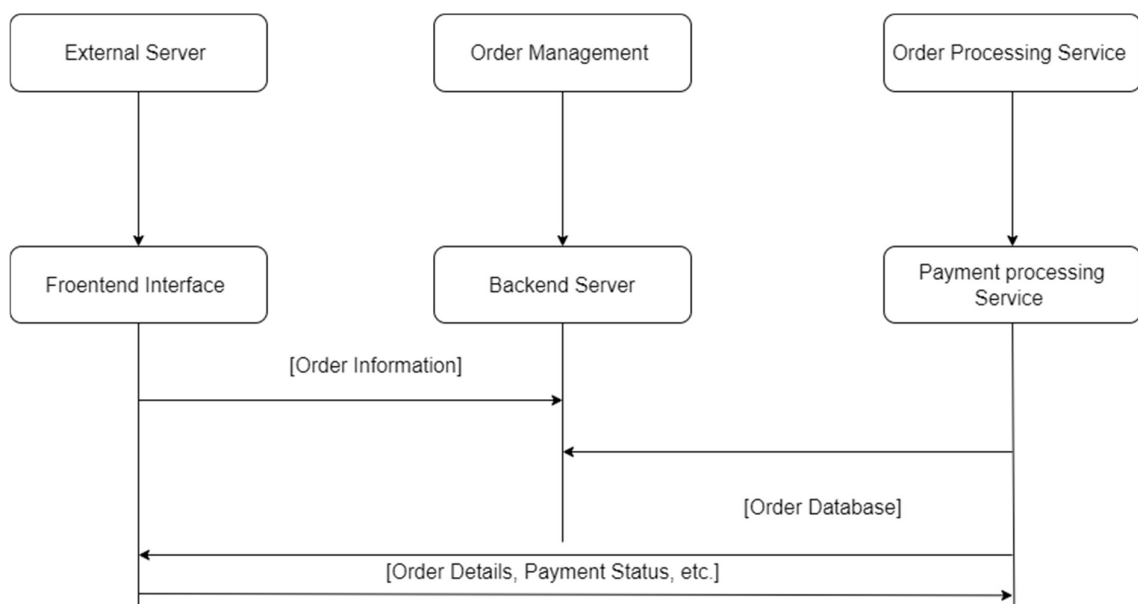 External Server
Order Management
Order Processing Service
Froentend Interface
Backend Server
Payment processing
Service
[Order Information]
[Order Database]
[Order Details, Payment Status, etc.]